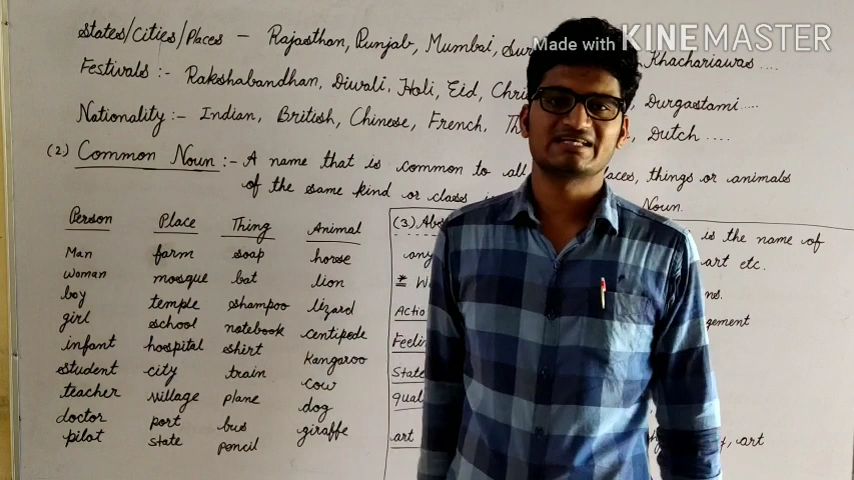 States/Cities/Places - Rajasthan, Punjab, Mumbai, Khachariawas ....
Made with KINEMASTER
Festivals :- Rakshabandhan, Diwali, Holi, Eid, Durgastami ....
Nationality :- Indian, British, Chinese, French, Dutch ....
(2) Common Noun :- A name that is common to all things or animals
of the same kind or class Noun.
Person Place Thing Animal
Man farm soap horse
woman mosque bat lion
boy temple shampoo lizard
girl school notebook centipede
infant hospital shirt Kangaroo
student city train cow
teacher village plane dog
doctor port bus giraffe
pilot state pencil
(3) is the name of
any art etc.
Feelin
State
art , art